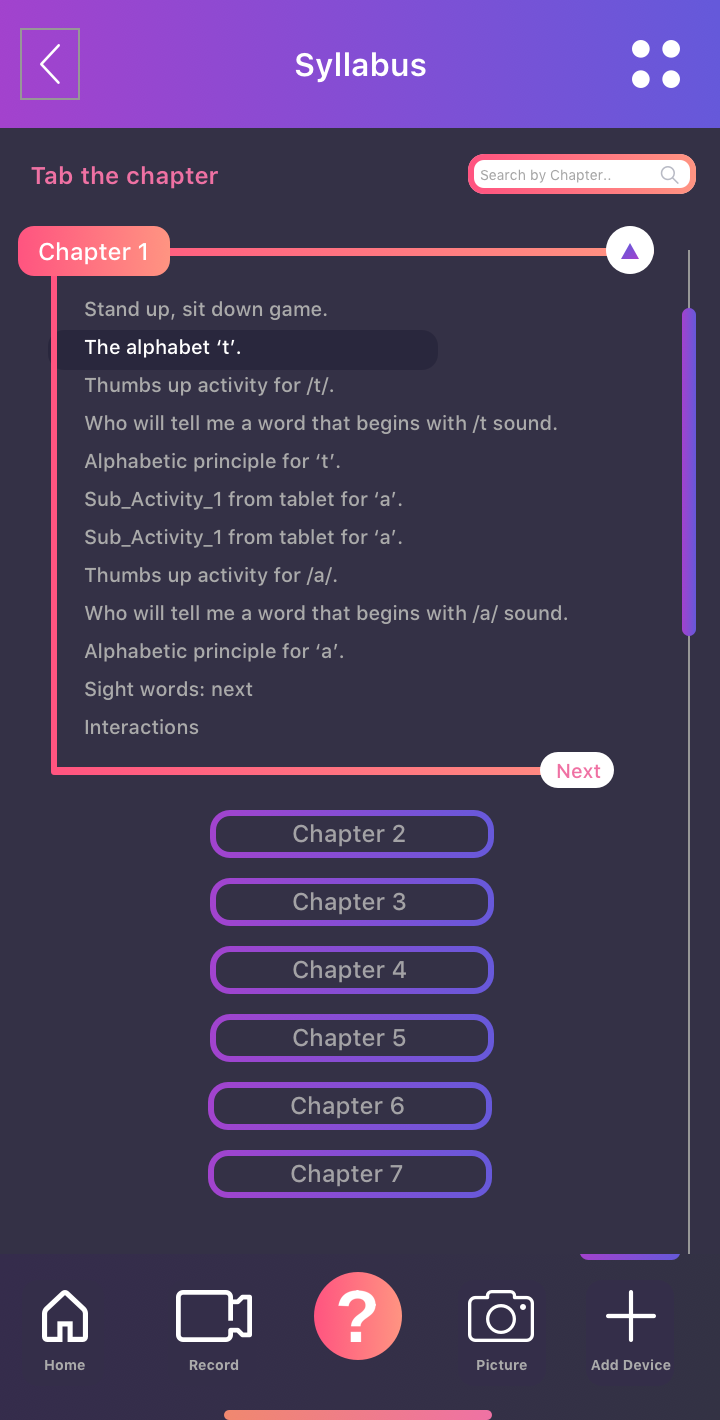 Syllabus
Tab the chapter
Search by Chapter..
Chapter 1
Stand up, sit down game.
The alphabet ‘t’.
Thumbs up activity for /t/.
Who will tell me a word that begins with /t sound.
Alphabetic principle for ‘t’.
Sub_Activity_1 from tablet for ‘a’.
Sub_Activity_1 from tablet for ‘a’.
Thumbs up activity for /a/.
Who will tell me a word that begins with /a/ sound.
Alphabetic principle for ‘a’.
Sight words: next
Interactions
Next
Chapter 2
Chapter 3
Chapter 4
Chapter 5
Chapter 6
Chapter 7
?
Home
Record
Picture
Add Device